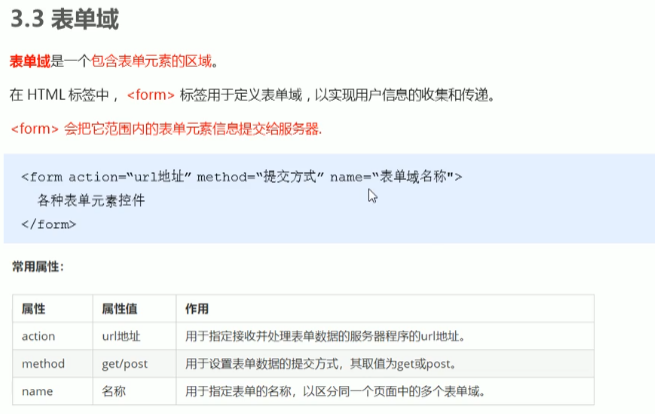 3.3 表单域
表单域是一个包含表单元素的区域。
在 HTML 标签中， <form> 标签用于定义表单域 , 以实现用户信息的收集和传递。
<form> 会把它范围内的表单元素信息提交给服务器.
<form action=“url地址” method=“提交方式” name=“表单域名称">
各种表单元素控件
</form>
常用属性：
属性 属性值 作用
action url地址 用于指定接收并处理表单数据的服务器程序的url地址。
method get/post 用于设置表单数据的提交方式，其取值为get或post。
name 名称 用于指定表单的名称，以区分同一个页面中的多个表单域。